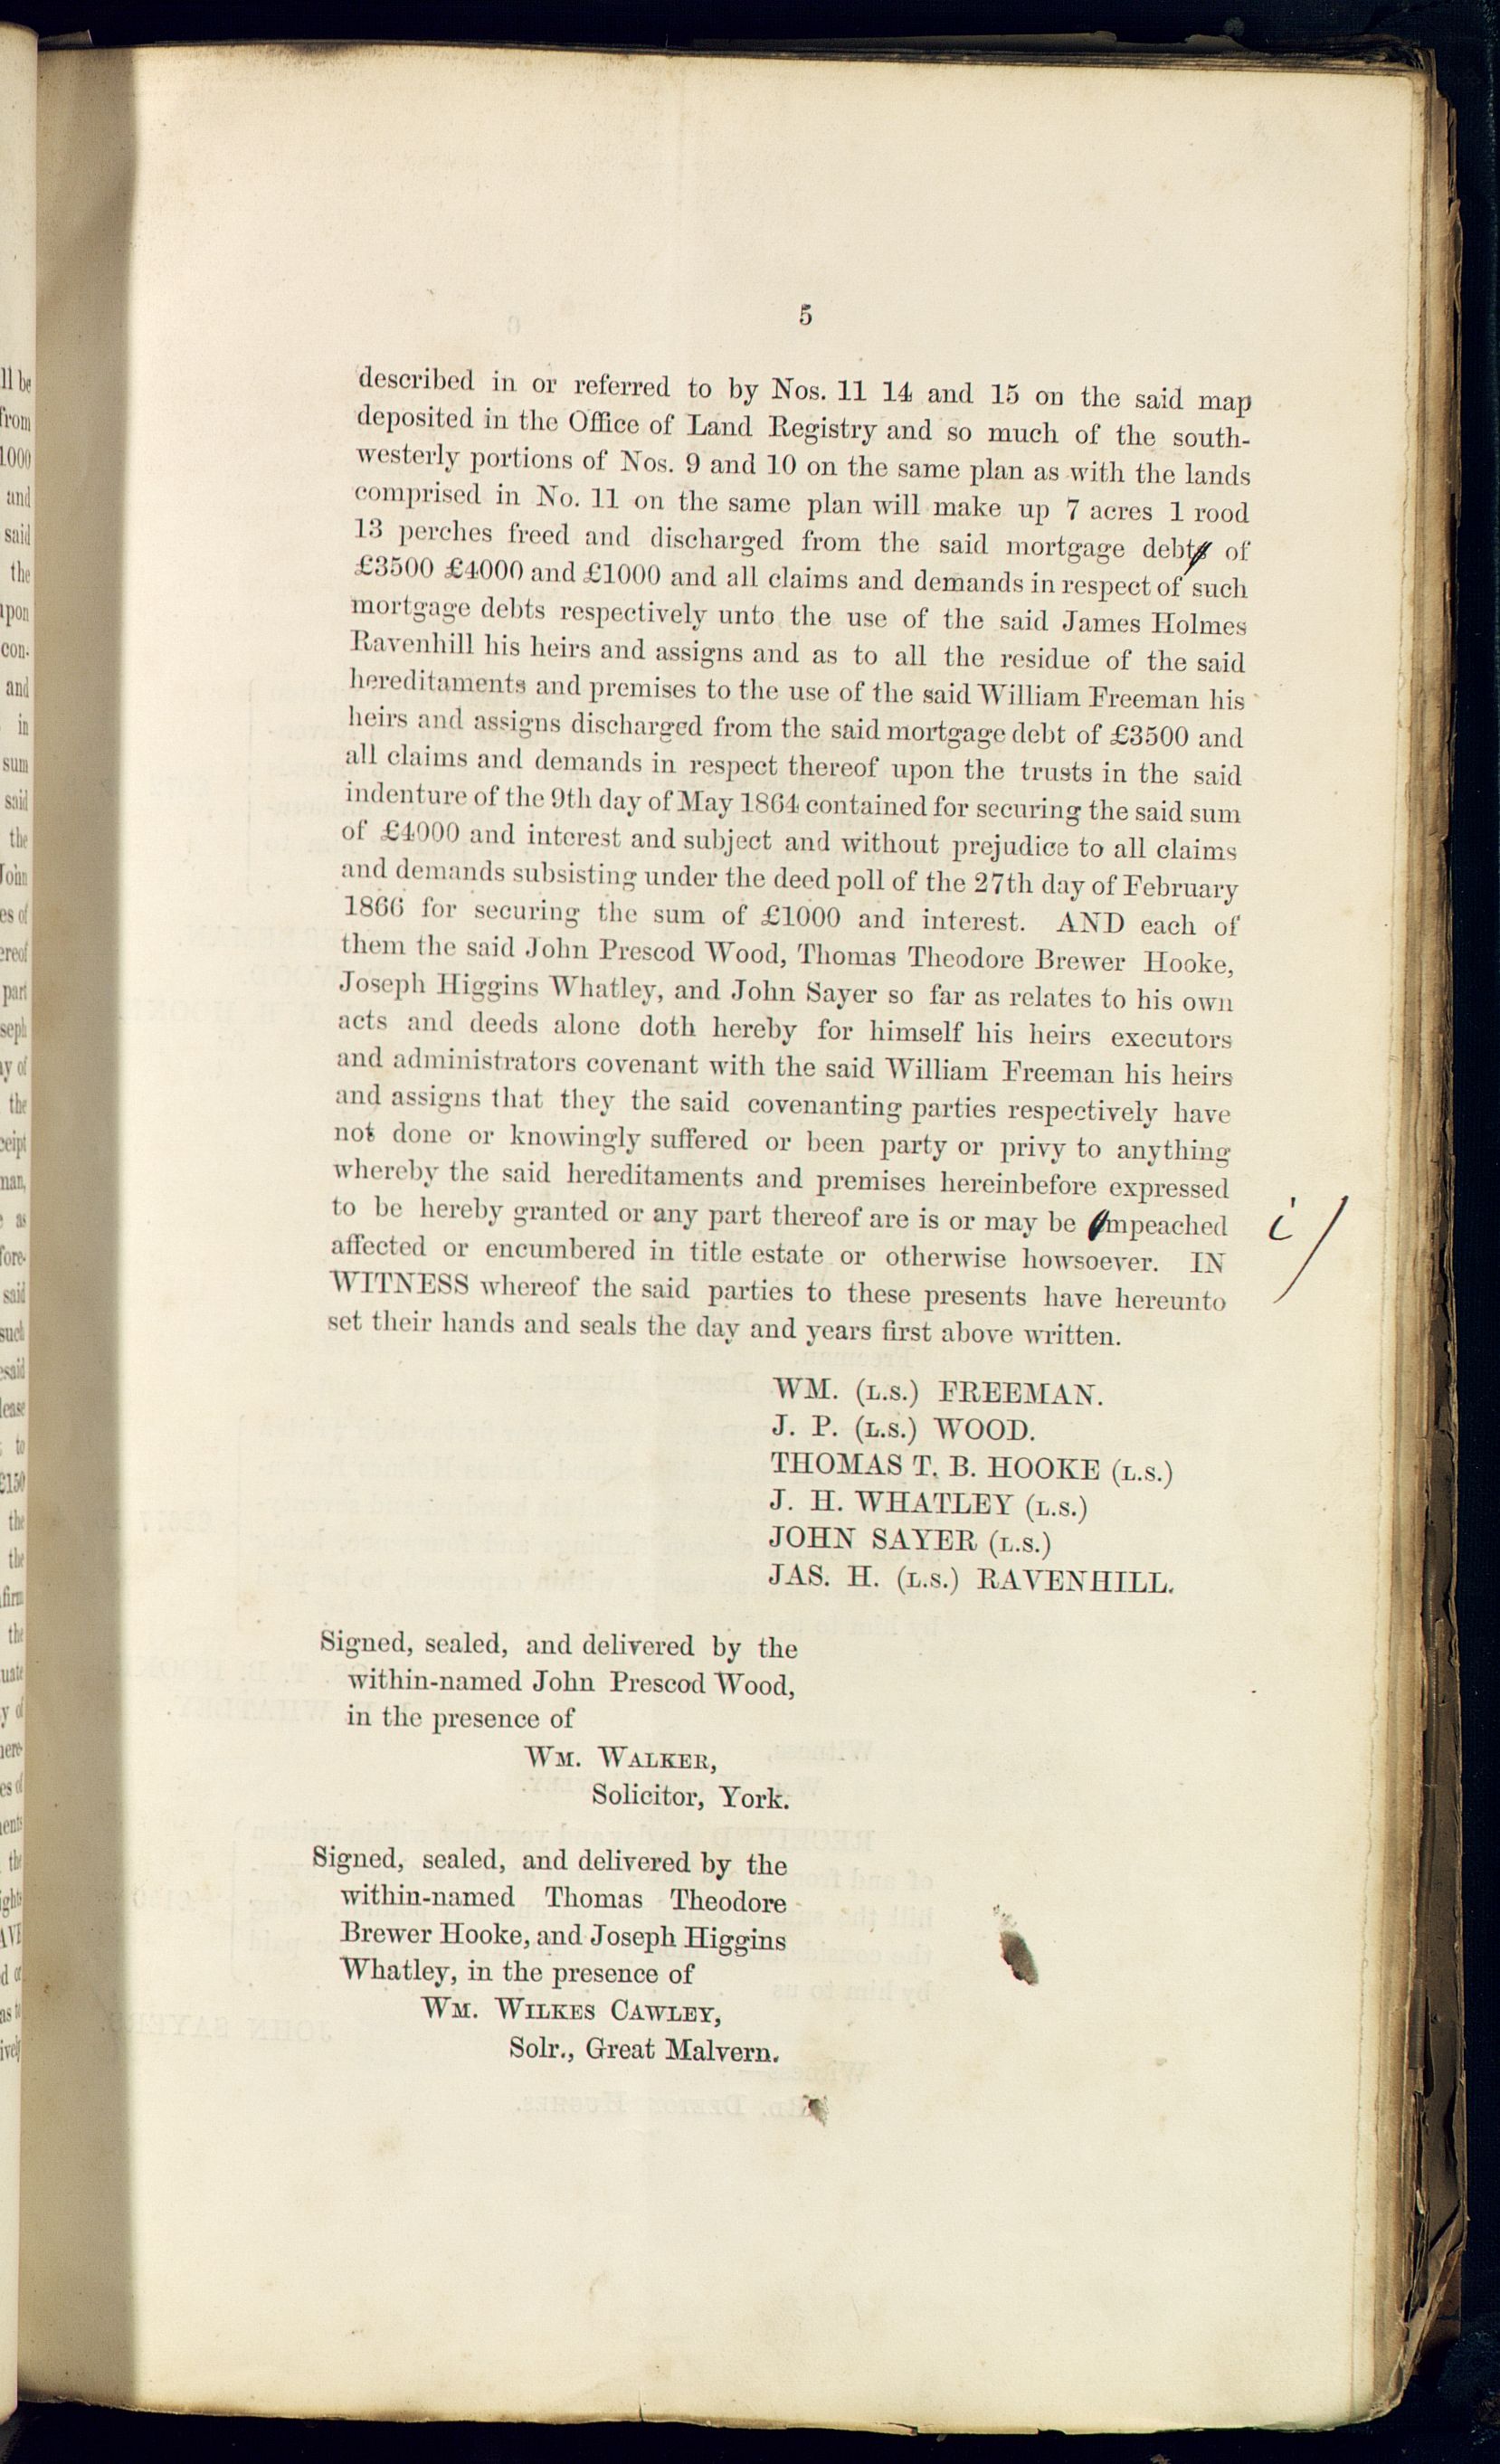 5
described in or referred to by Nos. 11 14 and 15 on the said map
deposited in the Office of Land Registry and so much of the south-
westerly portions of Nos. 9 and 10 on the same plan as with the lands
comprised in No. 11 on the same plan will make up 7 acres 1 rood
13 perches freed and discharged from the said mortgage debts of
£3500 £4000 and £1000 and all claims and demands in respect of such
mortgage debts respectively unto the use of the said James Holmes
Ravenhill his heirs and assigns and as to all the residue of the said
hereditaments and premises to the use of the said William Freeman his
heirs and assigns discharged from the said mortgage debt of £3500 and
all claims and demands in respect thereof upon the trusts in the said
indenture of the 9th day of May 1864 contained for securing the said sum
of £4000 and interest and subject and without prejudice to all claims
and demands subsisting under the deed poll of the 27th day of February
1866 for securing the sum of £1000 and interest. AND each of
them the said John Prescod Wood, Thomas Theodore Brewer Hooke,
Joseph Higgins Whatley, and John Sayer so far as relates to his own
acts and deeds alone doth hereby for himself his heirs executors
and administrators covenant with the said William Freeman his heirs
and assigns that they the said covenanting parties respectively have
not done or knowingly suffered or been party or privy to anything
whereby the said hereditaments and premises hereinbefore expressed
to be hereby granted or any part thereof are is or may be impeached i/
affected or encumbered in title estate or otherwise howsoever. IN
WITNESS whereof the said parties to these presents have hereunto
set their hands and seals the day and years first above written.
WM. (L.S.) FREEMAN.
J. P. (L.S.) WOOD.
THOMAS T. B. HOOKE (L.S.)
J. H. WHATLEY (L.S.)
JOHN SAYER (L.S.)
JAS. H. (L.S.) RAVENHILL.
Signed, sealed, and delivered by the
within-named John Prescod Wood,
in the presence of
WM. WALKER,
Solicitor, York.
Signed, sealed, and delivered by the
within-named Thomas Theodore
Brewer Hooke, and Joseph Higgins
Whatley, in the presence of
WM. WILKES CAWLEY,
Solr., Great Malvern.